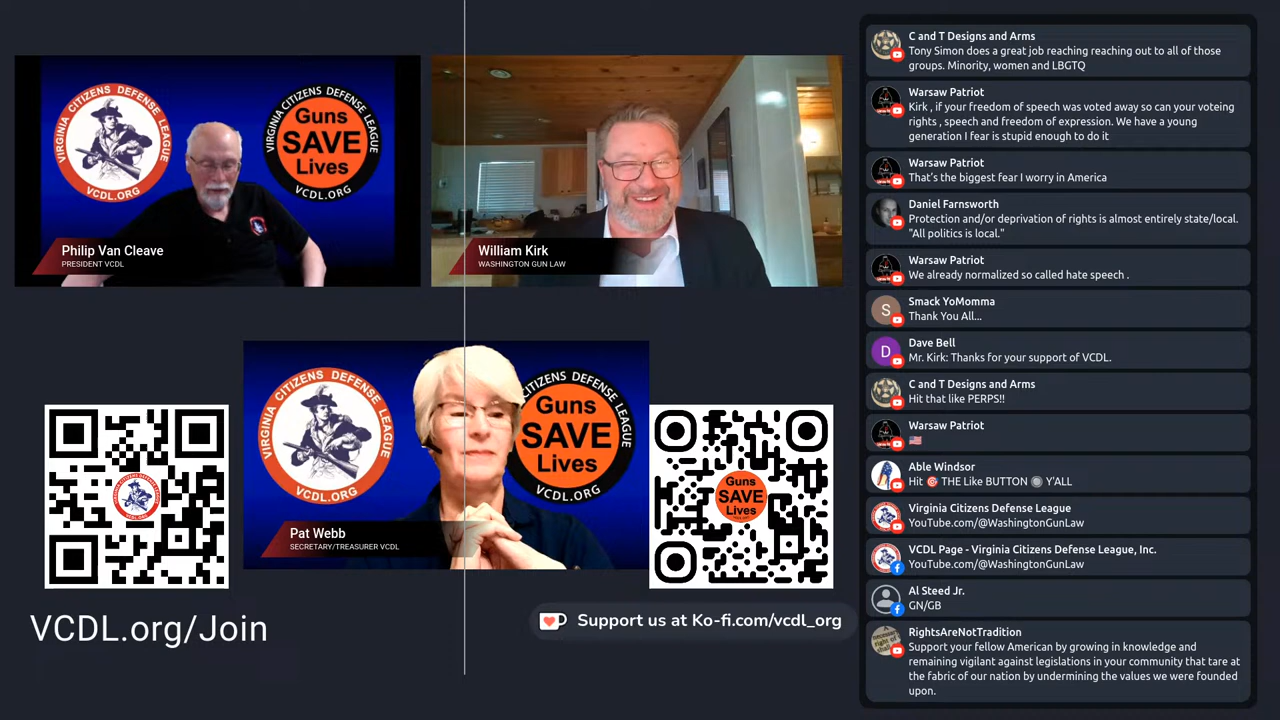 VIRGINIA CITIZENS DEFENSE LEAGUE
VCDL.ORG
VIRGINIA CITIZENS DEFENSE LEAGUE
Guns
SAVE
Lives
VCDL.ORG
Philip Van Cleave
PRESIDENT VCDL
William Kirk
WASHINGTON GUN LAW
VIRGINIA CITIZENS DEFENSE LEAGUE
VCDL.ORG
CITIZENS DEFENSE LEAGUE
Guns
SAVE
Lives
VCDL.ORG
Pat Webb
SECRETARY/TREASURER VCDL
Guns
SAVE
Lives
VCDL.org/Join
Support us at Ko-fi.com/vcdl_org
C and T Designs and Arms
Tony Simon does a great job reaching reaching out to all of those
groups. Minority, women and LBGTQ
Warsaw Patriot
Kirk , if your freedom of speech was voted away so can your voteing
rights , speech and freedom of expression. We have a young
generation I fear is stupid enough to do it
Warsaw Patriot
That's the biggest fear I worry in America
Daniel Farnsworth
Protection and/or deprivation of rights is almost entirely state/local.
"All politics is local."
Warsaw Patriot
We already normalized so called hate speech .
S
Smack YoMomma
Thank You All...
D
Dave Bell
Mr. Kirk: Thanks for your support of VCDL.
C and T Designs and Arms
Hit that like PERPS!!
Warsaw Patriot
🇺🇸
Able Windsor
Hit 🎯 THE Like BUTTON 🔘 Y'ALL
Virginia Citizens Defense League
YouTube.com/@WashingtonGunLaw
VCDL Page - Virginia Citizens Defense League, Inc.
YouTube.com/@WashingtonGunLaw
Al Steed Jr.
GN/GB
RightsAreNotTradition
Support your fellow American by growing in knowledge and
remaining vigilant against legislations in your community that tare at
the fabric of our nation by undermining the values we were founded
upon.